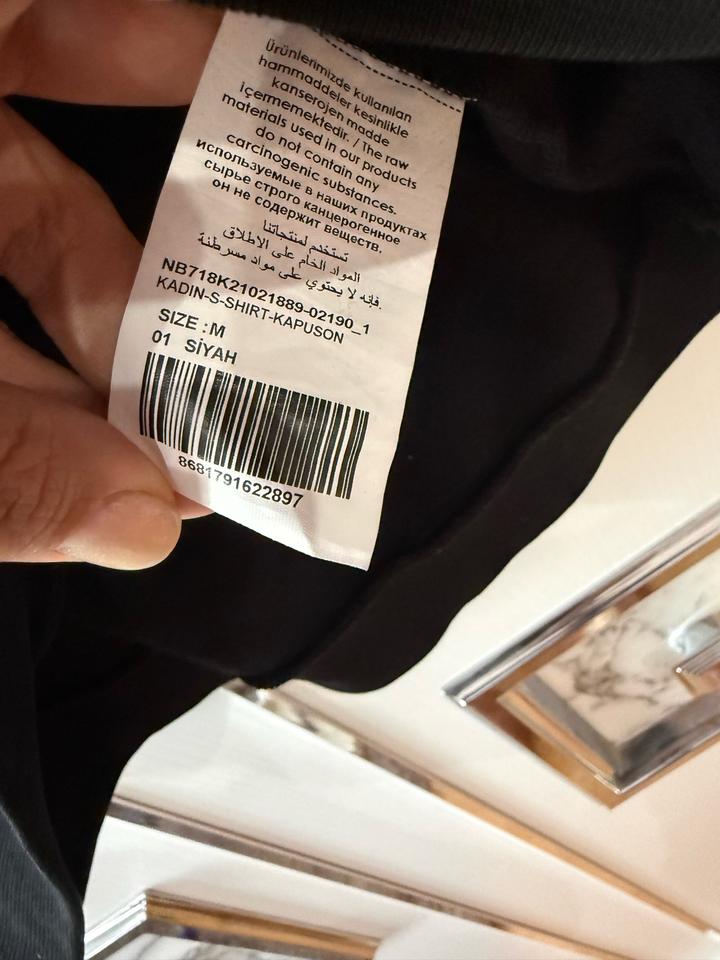 Ürünlerimizde kullanılan
hammaddeler kesinlikle
kanserojen madde
içermemektedir. / The raw
materials used in our products
do not contain any
carcinogenic substances.
используемые в наших продуктах
сырье строго канцерогенное
он не содержит веществ.
تستخدم لمنتجاتنا
المواد الخام على الاطلاق
فإنه لا يحتوي على مواد مسرطنة.
NB718K21021889-02190_1
KADIN-S-SHIRT-KAPUSON
SIZE : M
01 SİYAH
8681791622897